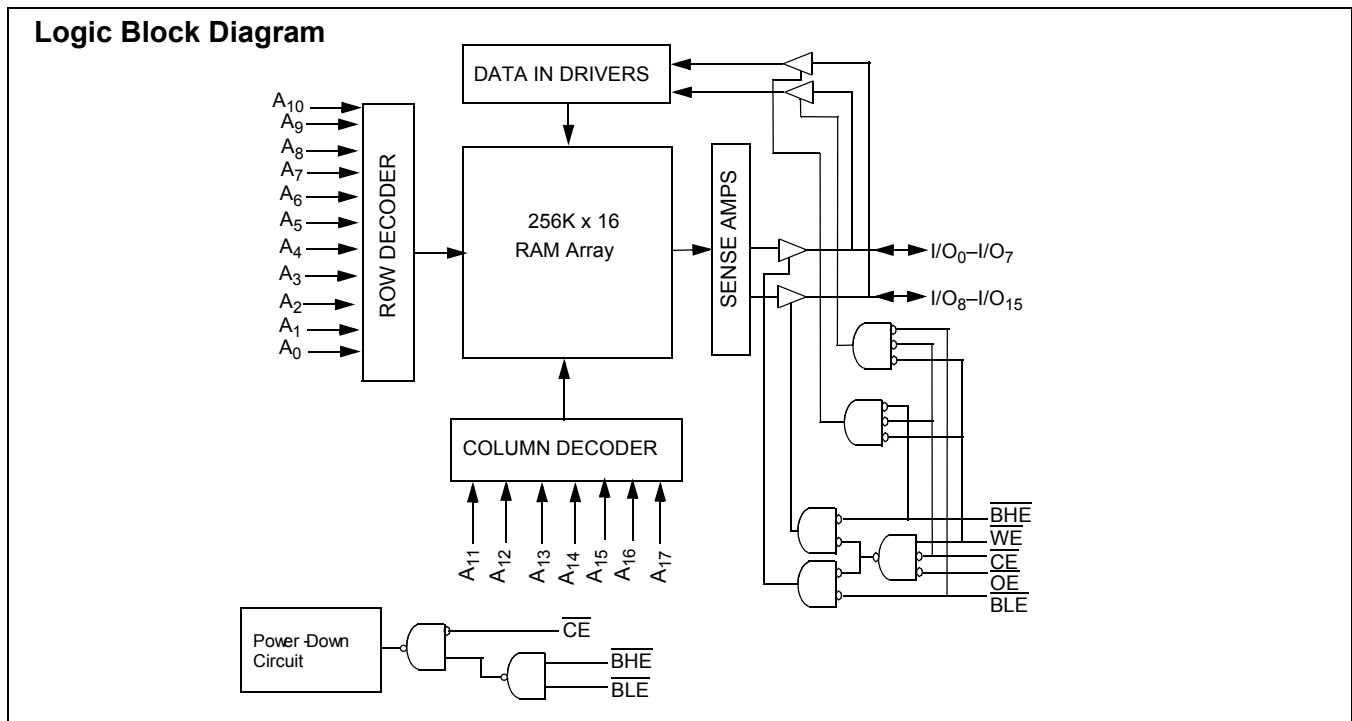 Logic Block Diagram
DATA IN DRIVERS
A10
A9
A8
A7
A6
A5
A4
A3
A2
A1
A0
ROW DECODER
256K x 16
RAM Array
SENSE AMPS
I/O0–I/O7
I/O8–I/O15
COLUMN DECODER
A11
A12
A13
A14
A15
A16
A17
BHE
WE
CE
OE
BLE
Power -Down
Circuit
CE
BHE
BLE